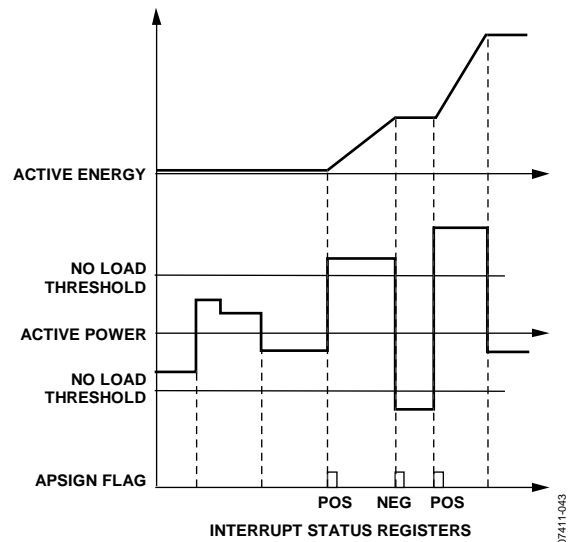 ACTIVE ENERGY
NO LOAD
THRESHOLD
ACTIVE POWER
NO LOAD
THRESHOLD
APSIGN FLAG
POS NEG POS
INTERRUPT STATUS REGISTERS
07411-043